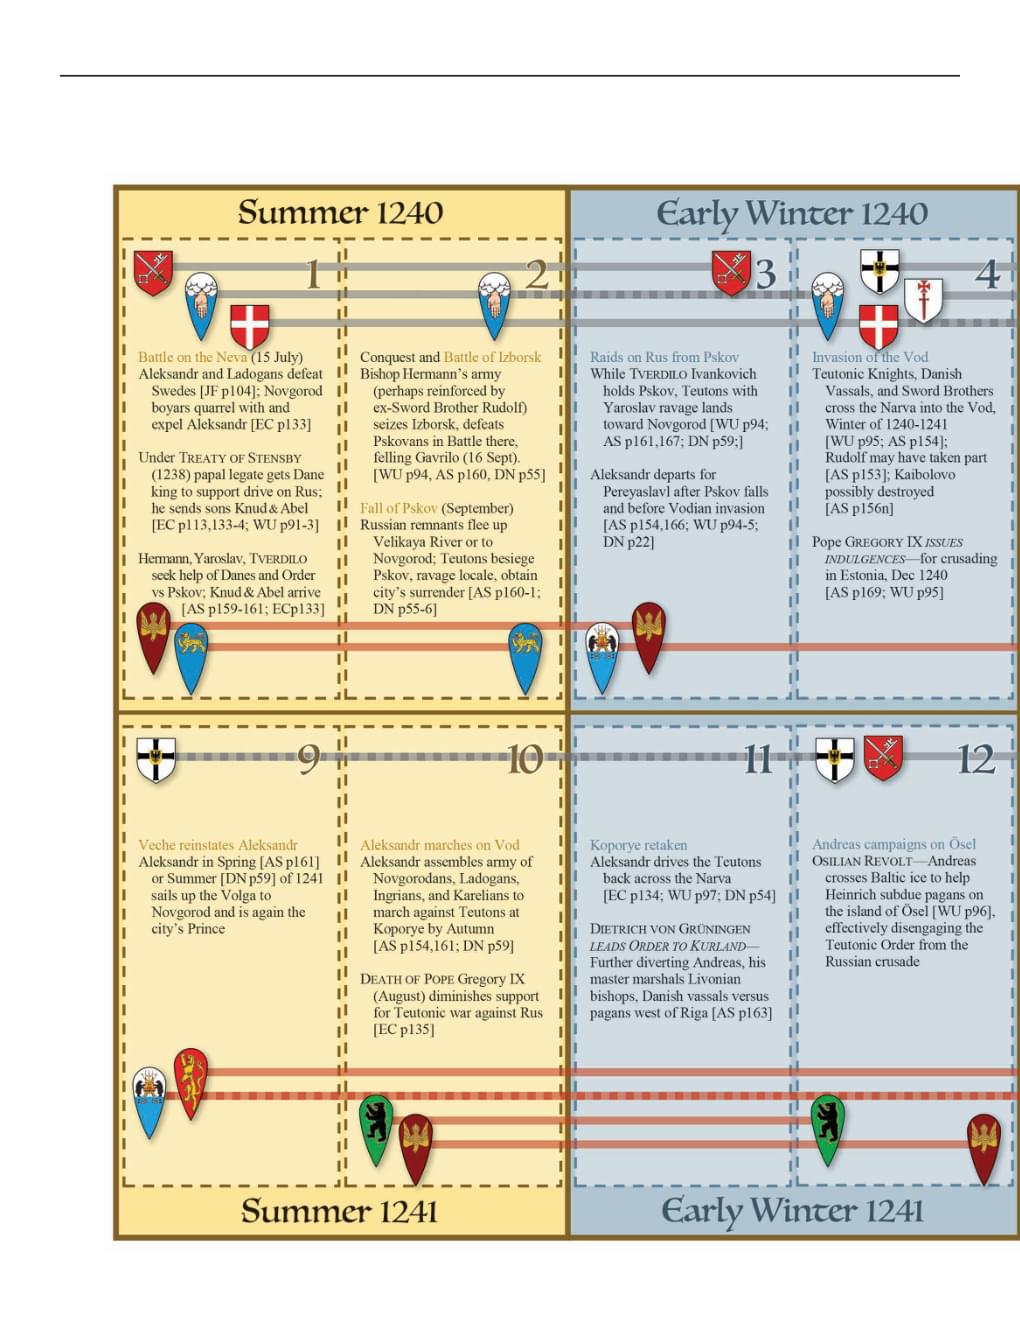 Summer 1240
Early Winter 1240
1
Battle on the Neva (15 July)
Aleksandr and Ladogans defeat
Swedes [JF p104]; Novgorod
boyars quarrel with and
expel Aleksandr [EC p133]
Under TREATY OF STENSBY
(1238) papal legate gets Dane
king to support drive on Rus;
he sends sons Knud & Abel
[EC p113,133-4; WU p91-3]
Hermann, Yaroslav, TVERDILO
seek help of Danes and Order
vs Pskov; Knud & Abel arrive
[AS p159-161; ECp133]
2
Conquest and Battle of Izborsk
Bishop Hermann's army
(perhaps reinforced by
ex-Sword Brother Rudolf)
seizes Izborsk, defeats
Pskovans in Battle there,
felling Gavrilo (16 Sept).
[WU p94, AS p160, DN p55]
Fall of Pskov (September)
Russian remnants flee up
Velikaya River or to
Novgorod; Teutons besiege
Pskov, ravage locale, obtain
city's surrender [AS p160-1;
DN p55-6]
3
Raids on Rus from Pskov
While TVERDILO Ivankovich
holds Pskov, Teutons with
Yaroslav ravage lands
toward Novgorod [WU p94;
AS p161,167; DN p59;]
Aleksandr departs for
Pereyaslavl after Pskov falls
and before Vodian invasion
[AS p154,166; WU p94-5;
DN p22]
4
Invasion of the Vod
Teutonic Knights, Danish
Vassals, and Sword Brothers
cross the Narva into the Vod,
Winter of 1240-1241
[WU p95; AS p154];
Rudolf may have taken part
[AS p153]; Kaibolovo
possibly destroyed
[AS p156n]
Pope GREGORY IX ISSUES
INDULGENCES—for crusading
in Estonia, Dec 1240
[AS p169; WU p95]
9
Veche reinstates Aleksandr
Aleksandr in Spring [AS p161]
or Summer [DN p59] of 1241
sails up the Volga to
Novgorod and is again the
city's Prince
10
Aleksandr marches on Vod
Aleksandr assembles army of
Novgorodans, Ladogans,
Ingrians, and Karelians to
march against Teutons at
Koporye by Autumn
[AS p154,161; DN p59]
DEATH OF POPE Gregory IX
(August) diminishes support
for Teutonic war against Rus
[EC p135]
11
Koporye retaken
Aleksandr drives the Teutons
back across the Narva
[EC p134; WU p97; DN p54]
DIETRICH VON GRÜNINGEN
LEADS ORDER TO KURLAND—
Further diverting Andreas, his
master marshals Livonian
bishops, Danish vassals versus
pagans west of Riga [AS p163]
12
Andreas campaigns on Ösel
OSILIAN REVOLT—Andreas
crosses Baltic ice to help
Heinrich subdue pagans on
the island of Ösel [WU p96],
effectively disengaging the
Teutonic Order from the
Russian crusade
Summer 1241
Early Winter 1241